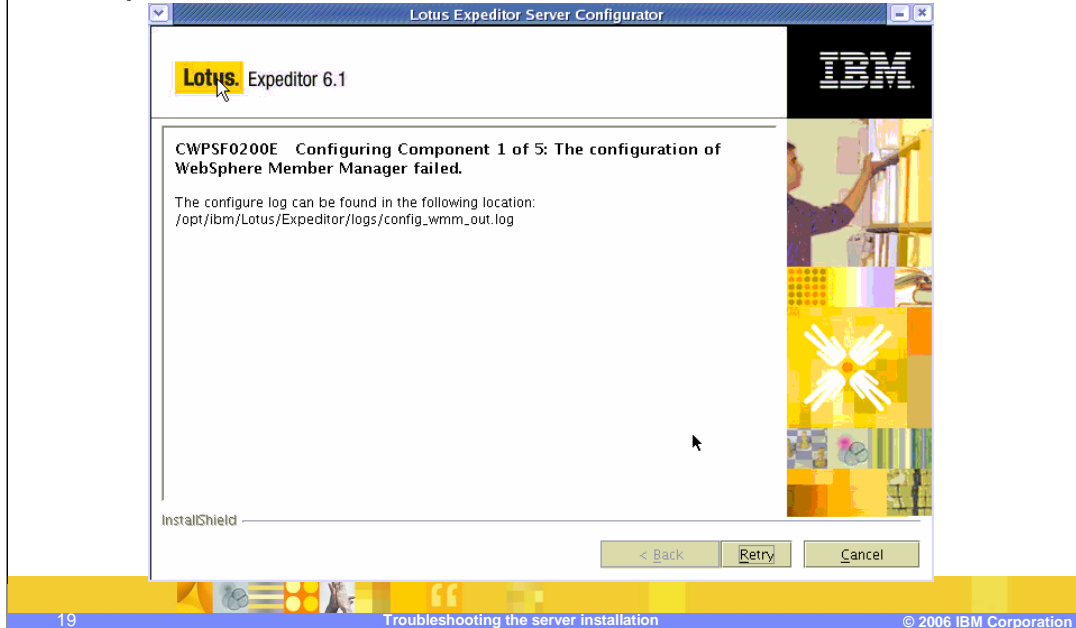 Lotus Expeditor Server Configurator
Lotus. Expeditor 6.1
IBM.
CWPSF0200E Configuring Component 1 of 5: The configuration of
WebSphere Member Manager failed.
The configure log can be found in the following location:
/opt/ibm/Lotus/Expeditor/logs/config_wmm_out.log
InstallShield
< Back
Retry
Cancel
19
Troubleshooting the server installation
© 2006 IBM Corporation